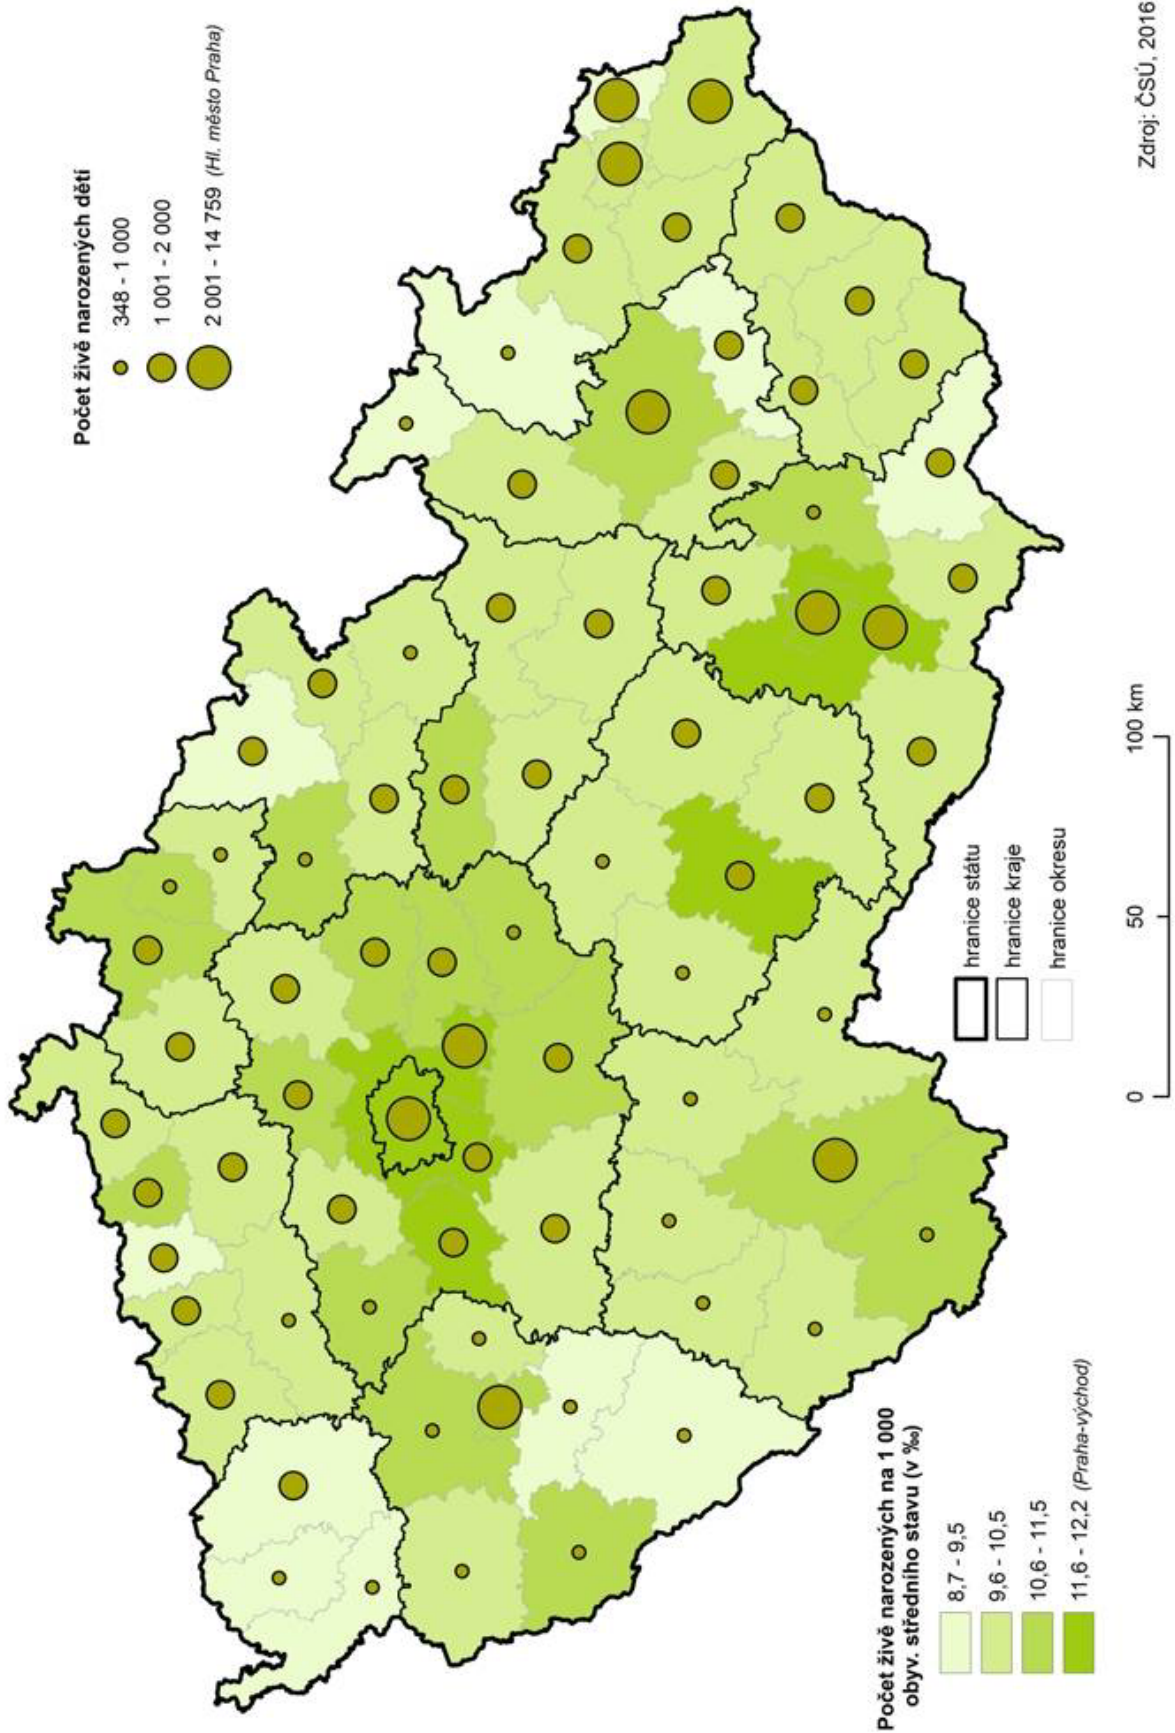 Počet živě narozených dětí
348 - 1 000
1 001 - 2 000
2 001 - 14 759 (Hl. město Praha)
Počet živě narozených na 1 000
obyv. středního stavu (v ‰)
8,7 - 9,5
9,6 - 10,5
10,6 - 11,5
11,6 - 12,2 (Praha-východ)
hranice státu
hranice kraje
hranice okresu
0 50 100 km
Zdroj: ČSÚ, 2016